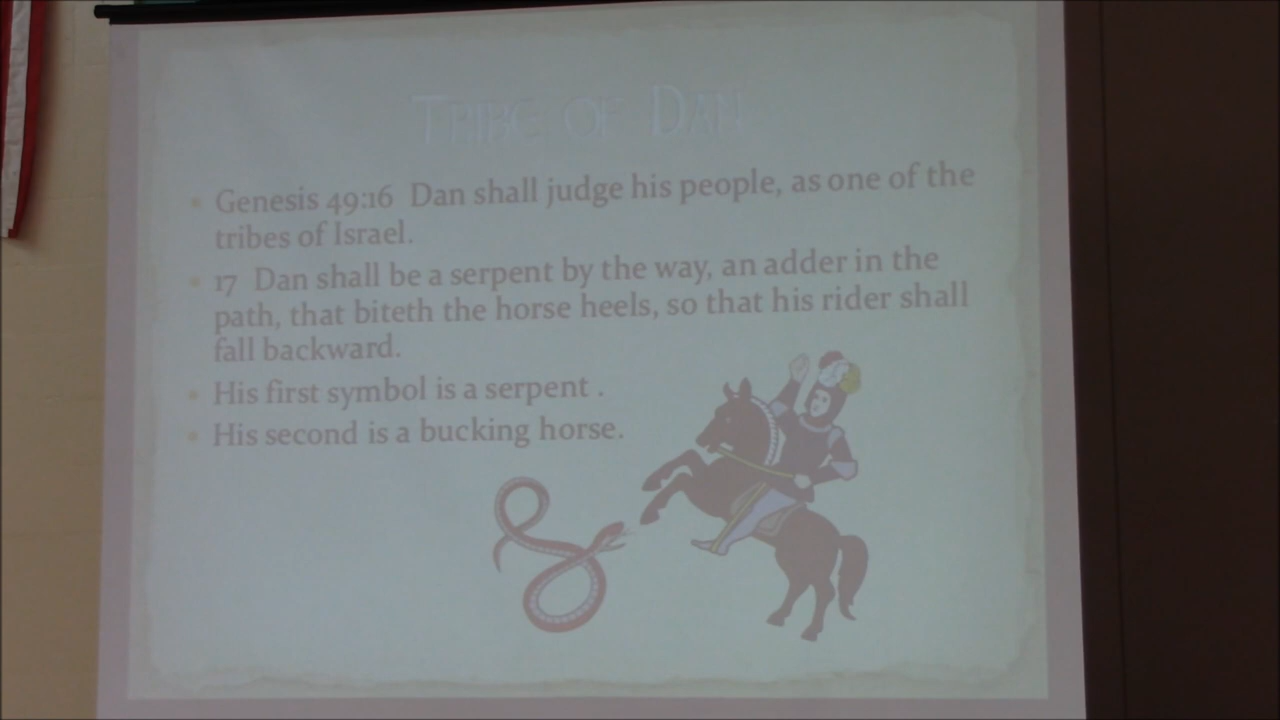 TRIBE OF DAN
Genesis 49:16 Dan shall judge his people, as one of the
tribes of Israel.
17 Dan shall be a serpent by the way, an adder in the
path, that biteth the horse heels, so that his rider shall
fall backward.
His first symbol is a serpent .
His second is a bucking horse.